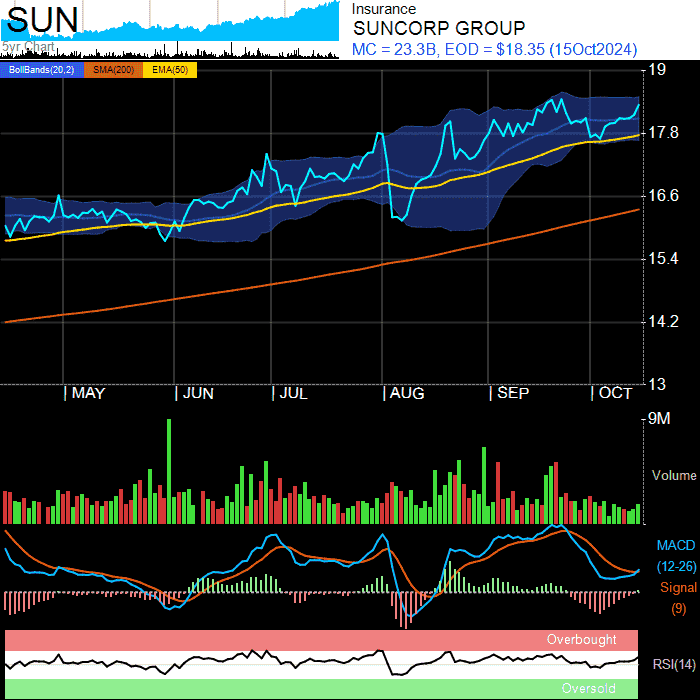 SUN
5yr Chart
Insurance
SUNCORP GROUP
MC = 23.3B, EOD = $18.35 (15Oct2024)
BollBands(20,2) SMA(200) EMA(50)
19
17.8
16.6
15.4
14.2
13
MAY JUN JUL AUG SEP OCT
9M
Volume
MACD
(12-26)
Signal
(9)
Overbought
RSI(14)
Oversold